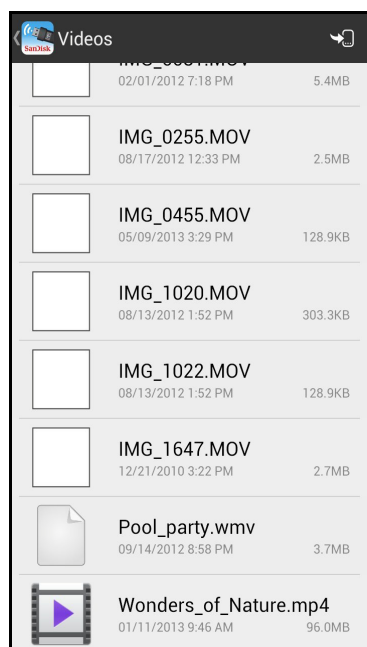 SanDisk
Videos
02/01/2012 7:18 PM 5.4MB
IMG_0255.MOV
08/17/2012 12:33 PM 2.5MB
IMG_0455.MOV
05/09/2013 3:29 PM 128.9KB
IMG_1020.MOV
08/13/2012 1:52 PM 303.3KB
IMG_1022.MOV
08/13/2012 1:52 PM 128.9KB
IMG_1647.MOV
12/21/2010 3:22 PM 2.7MB
Pool_party.wmv
09/14/2012 8:58 PM 3.7MB
Wonders_of_Nature.mp4
01/11/2013 9:46 AM 96.0MB